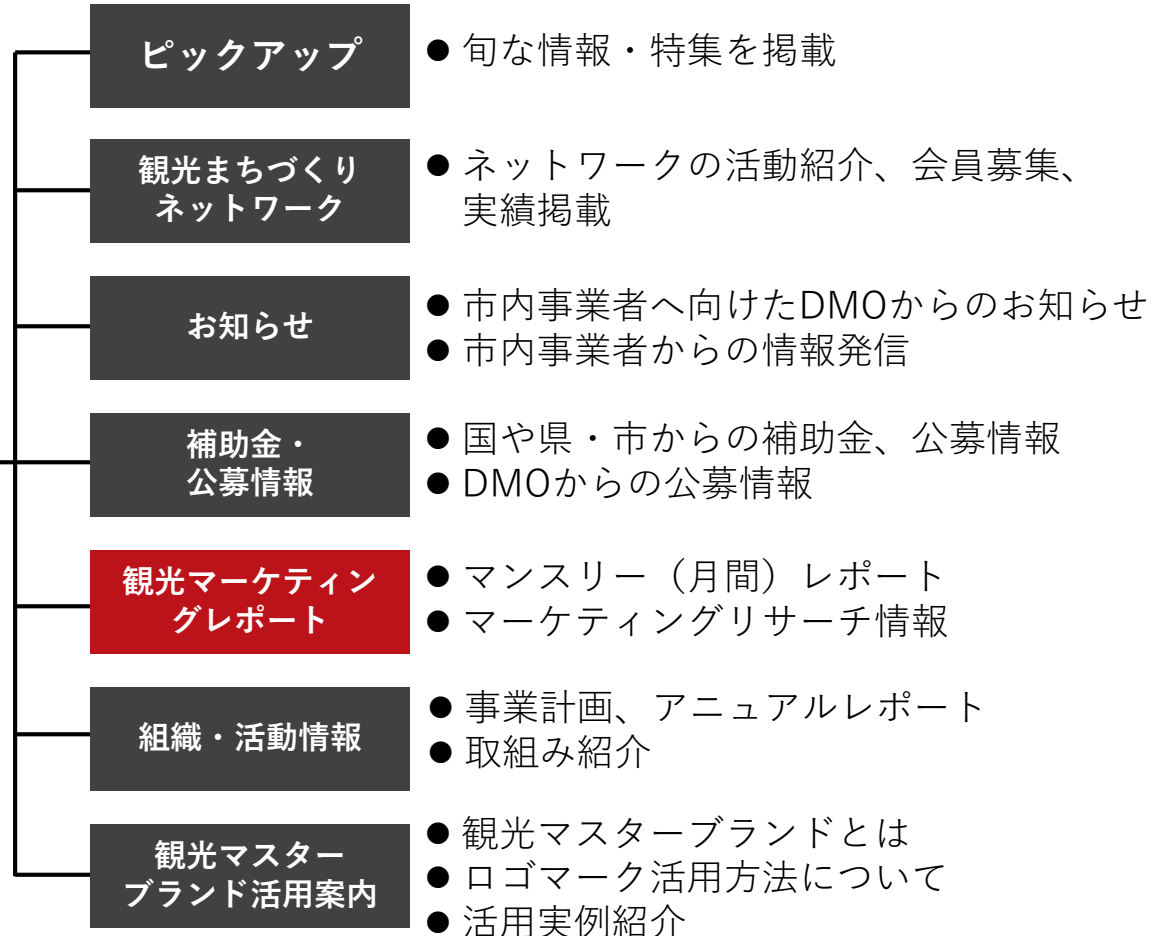 ピックアップ
● 旬な情報・特集を掲載
観光まちづくり
ネットワーク
● ネットワークの活動紹介、会員募集、
実績掲載
お知らせ
● 市内事業者へ向けたDMOからのお知らせ
● 市内事業者からの情報発信
補助金・
公募情報
● 国や県・市からの補助金、公募情報
● DMOからの公募情報
観光マーケティン
グレポート
● マンスリー（月間）レポート
● マーケティングリサーチ情報
組織・活動情報
● 事業計画、アニュアルレポート
● 取組み紹介
観光マスター
ブランド活用案内
● 観光マスターブランドとは
● ロゴマーク活用方法について
● 活用実例紹介